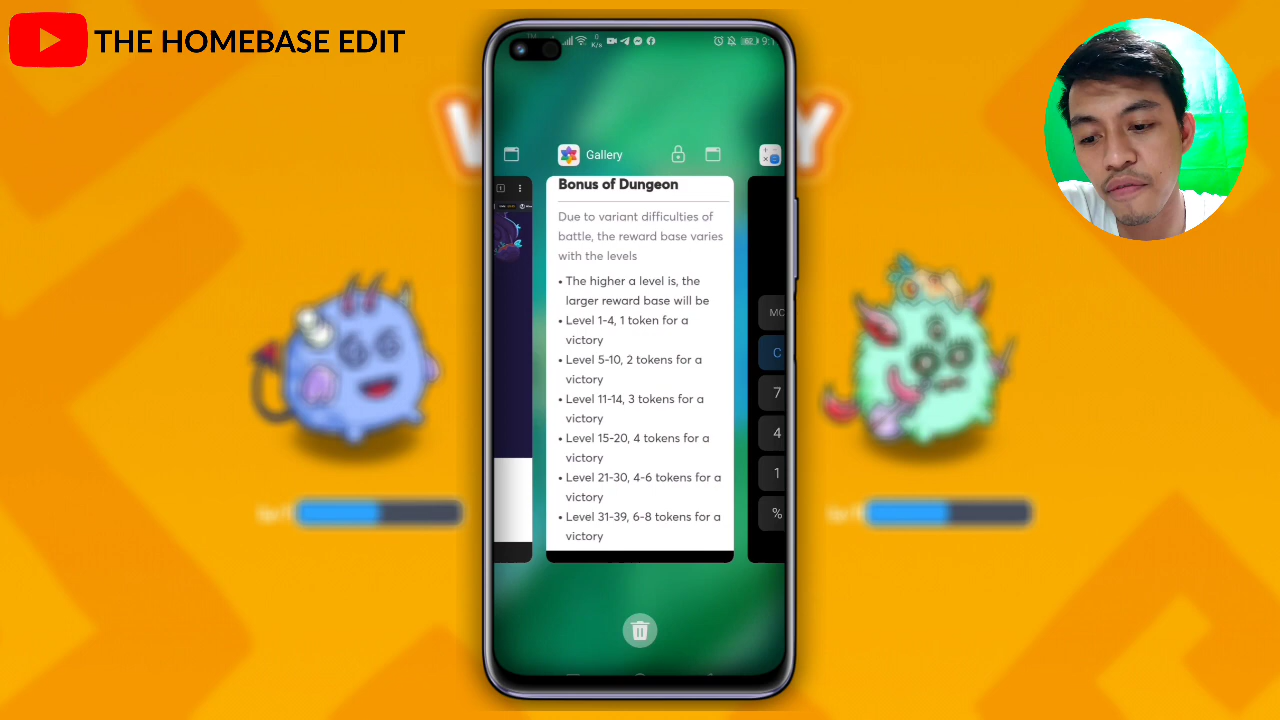 THE HOMEBASE EDIT
Gallery
Bonus of Dungeon
Due to variant difficulties of
battle, the reward base varies
with the levels
• The higher a level is, the
larger reward base will be
• Level 1-4, 1 token for a
victory
• Level 5-10, 2 tokens for a
victory
• Level 11-14, 3 tokens for a
victory
• Level 15-20, 4 tokens for a
victory
• Level 21-30, 4-6 tokens for a
victory
• Level 31-39, 6-8 tokens for a
victory
C
7
4
1
%